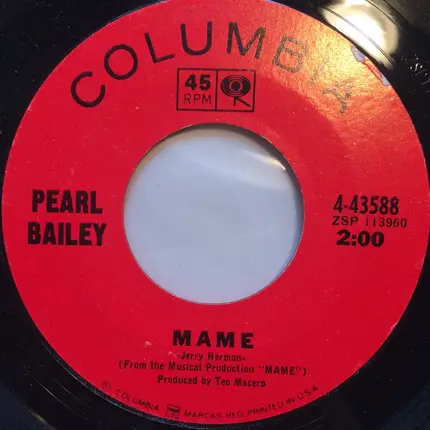 COLUMBIA
45
RPM
PEARL
BAILEY
4-43588
ZSP 113960
2:00
MAME
-Jerry Herman-
(From the Musical Production "MAME")
Produced by Teo Macero
Ⓟ COLUMBIA MARCAS REG. PRINTED IN U.S.A.